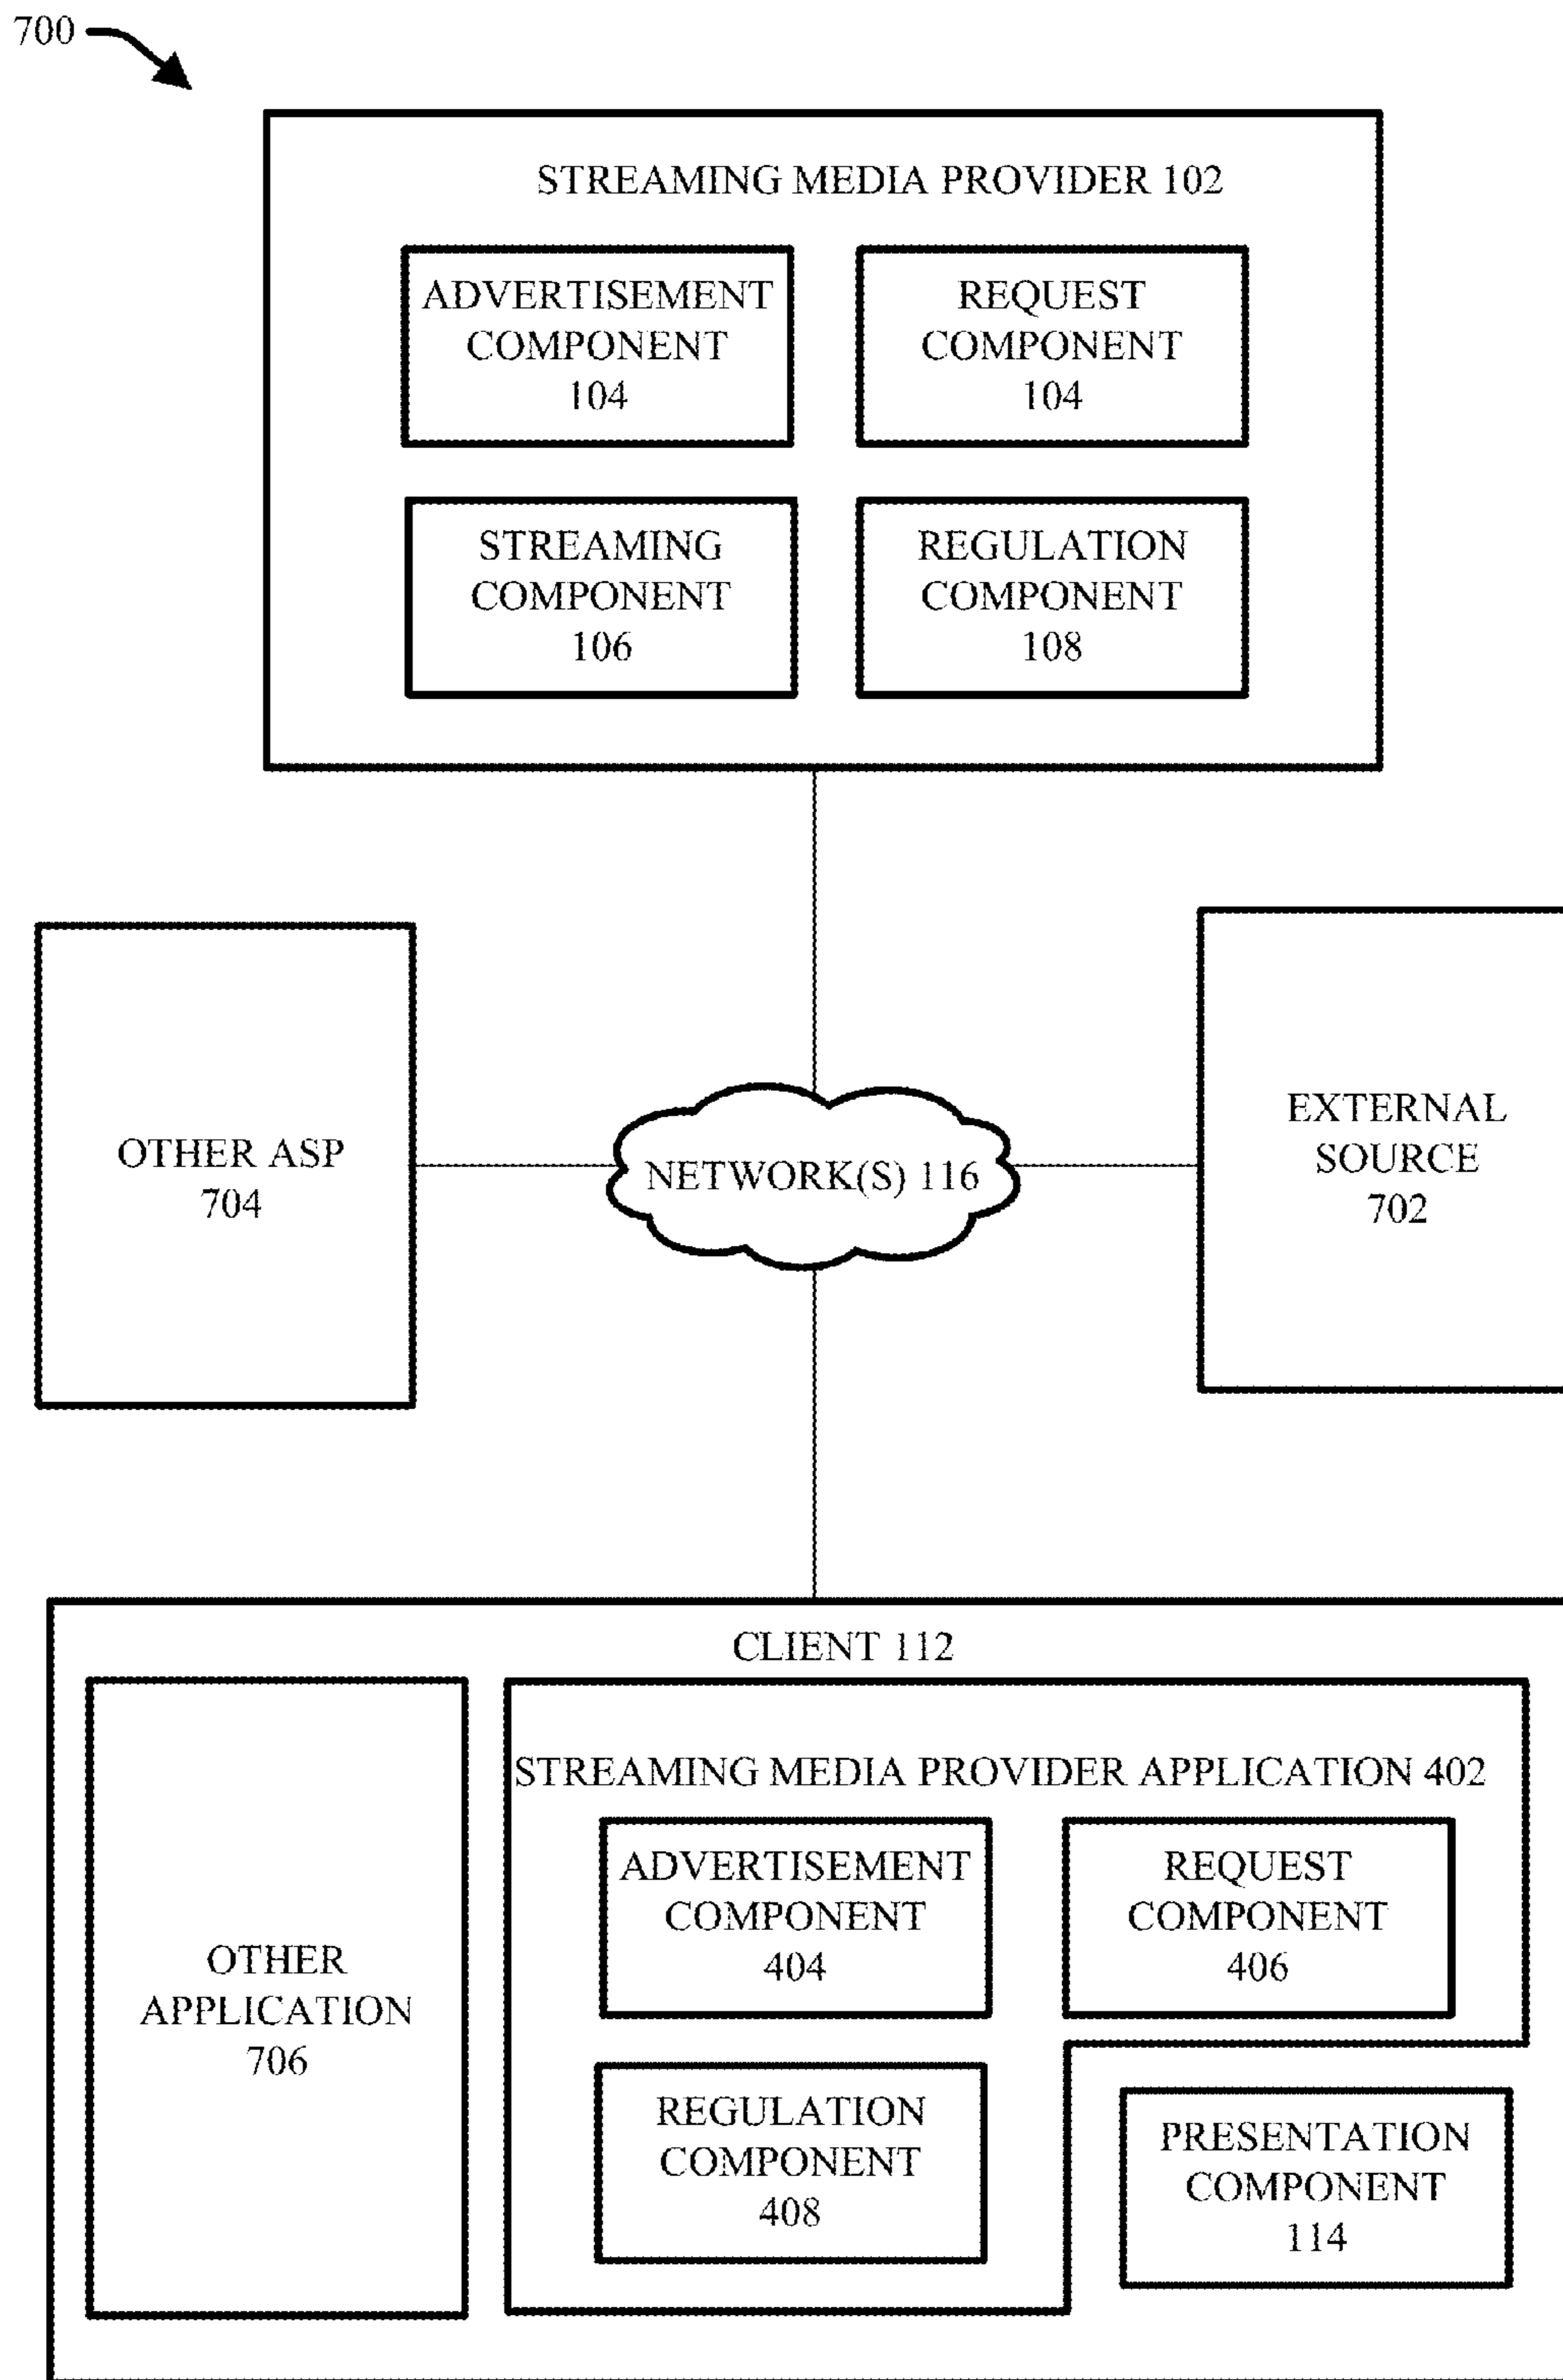 700
STREAMING MEDIA PROVIDER 102
ADVERTISEMENT
COMPONENT
104
REQUEST
COMPONENT
104
STREAMING
COMPONENT
106
REGULATION
COMPONENT
108
OTHER ASP
704
NETWORK(S) 116
EXTERNAL
SOURCE
702
CLIENT 112
OTHER
APPLICATION
706
STREAMING MEDIA PROVIDER APPLICATION 402
ADVERTISEMENT
COMPONENT
404
REQUEST
COMPONENT
406
REGULATION
COMPONENT
408
PRESENTATION
COMPONENT
114